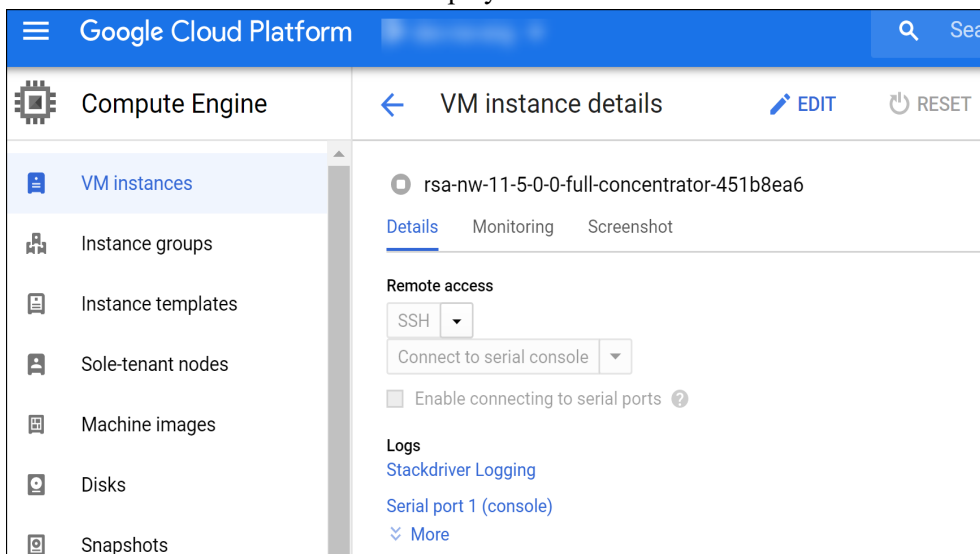 Google Cloud Platform
Compute Engine
VM instances
Instance groups
Instance templates
Sole-tenant nodes
Machine images
Disks
Snapshots
VM instance details
EDIT
RESET
rsa-nw-11-5-0-0-full-concentrator-451b8ea6
Details Monitoring Screenshot
Remote access
SSH
Connect to serial console
Enable connecting to serial ports ?
Logs
Stackdriver Logging
Serial port 1 (console)
More